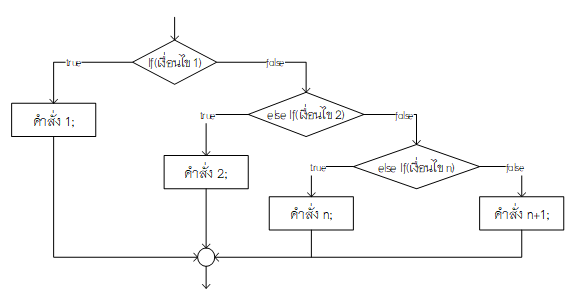 If(เงื่อนไข 1)
true
false
คำสั่ง 1;
else If(เงื่อนไข 2)
true
false
คำสั่ง 2;
else If(เงื่อนไข n)
true
false
คำสั่ง n;
คำสั่ง n+1;